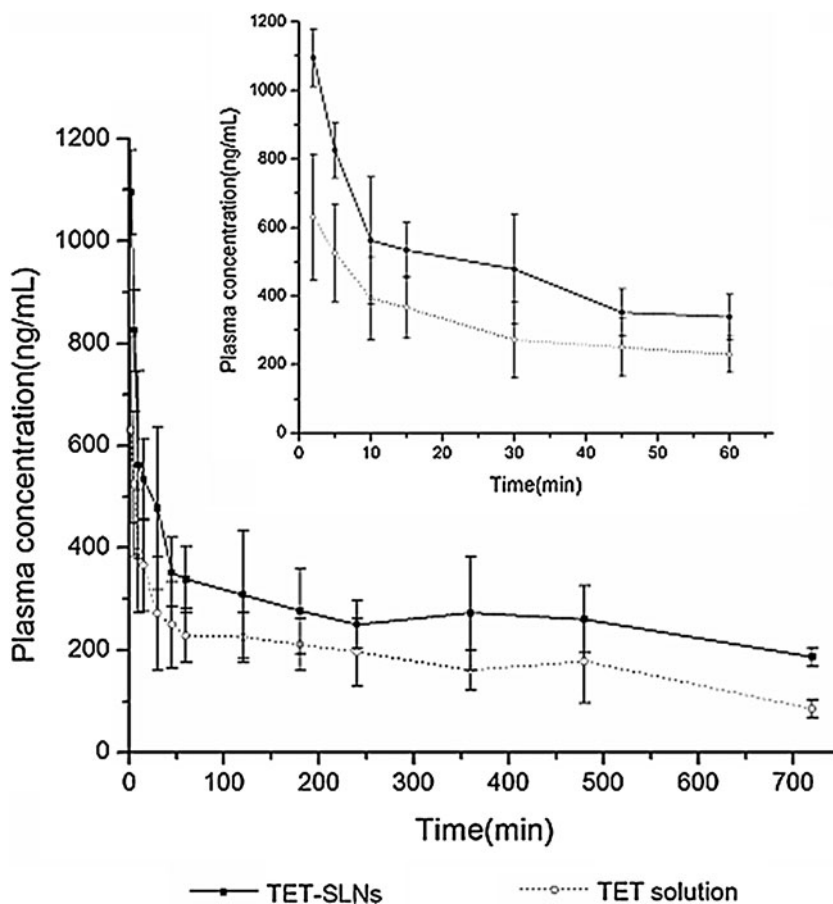 1200
1000
800
600
400
200
0
Plasma concentration(ng/mL)
0 10 20 30 40 50 60
Time(min)
1200
1000
800
600
400
200
0
Plasma concentration(ng/mL)
0 100 200 300 400 500 600 700
Time(min)
TET-SLNs TET solution